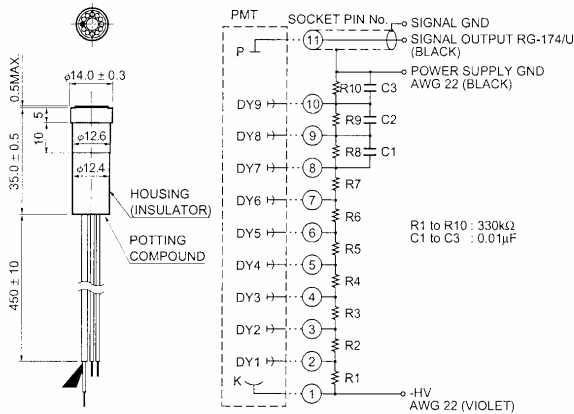 PMT
SOCKET PIN No.
SIGNAL GND
SIGNAL OUTPUT RG-174/U
(BLACK)
POWER SUPPLY GND
AWG 22 (BLACK)
P
11
R10
C3
DY9
10
R9
C2
DY8
9
R8
C1
DY7
8
R7
DY6
7
R6
DY5
6
R5
DY4
5
R4
DY3
4
R3
DY2
3
R2
DY1
2
R1
K
1
-HV
AWG 22 (VIOLET)
R1 to R10 : 330kΩ
C1 to C3 : 0.01µF
φ14.0 ± 0.3
0.5MAX.
5
10
35.0 ± 0.5
φ12.6
φ12.4
HOUSING
(INSULATOR)
POTTING
COMPOUND
450 ± 10